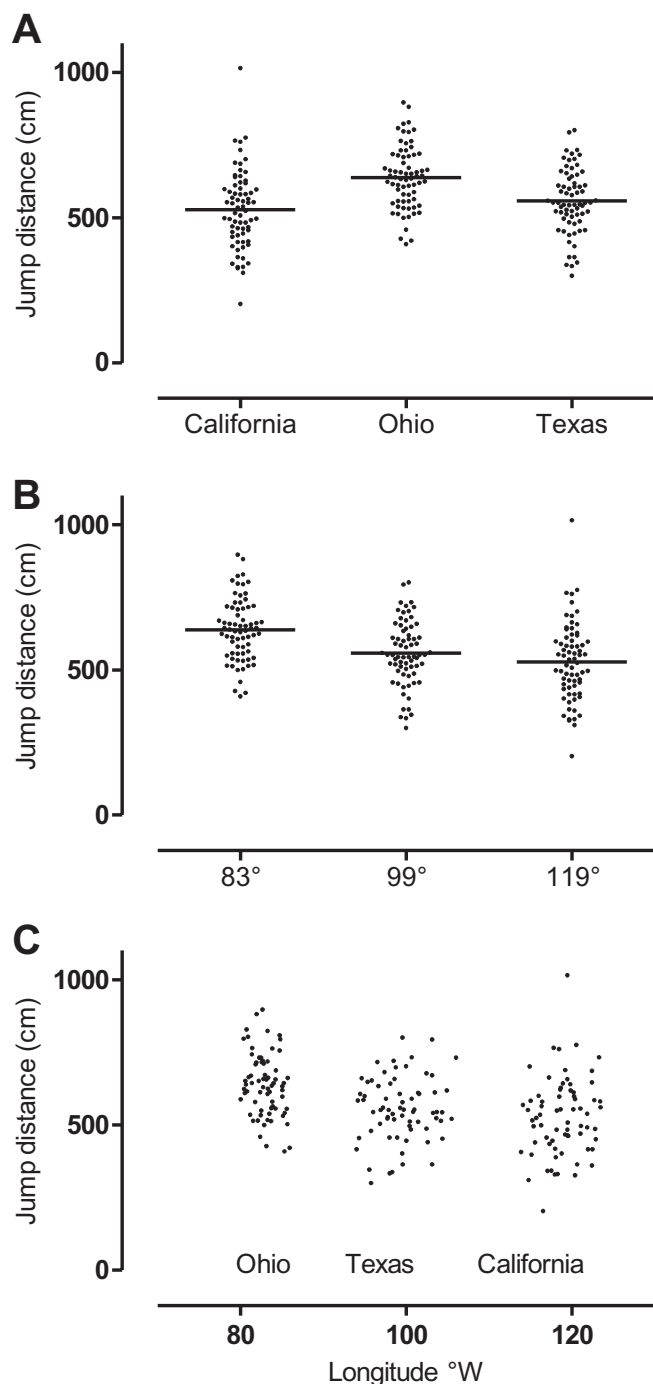 A
Jump distance (cm)
1000
500
0
California Ohio Texas
B
Jump distance (cm)
1000
500
0
83° 99° 119°
C
Jump distance (cm)
1000
500
0
Ohio Texas California
80 100 120
Longitude °W